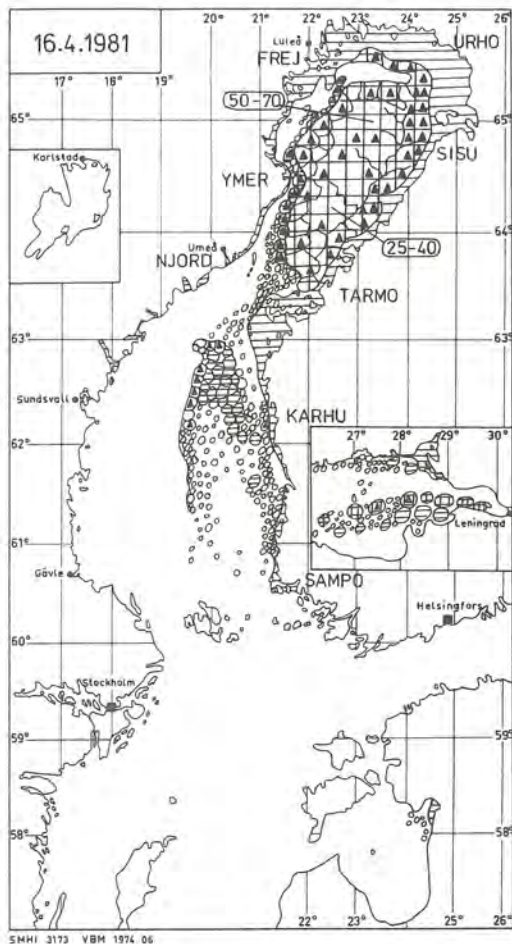 20° 21° 22° 23° 24° 25° 26°
16.4.1981
Luleå
URHO
FREJ
17° 18° 19°
50-70
65°
65°
Karlstad
YMER
SISU
Umeå
NJORD
64°
25-40
TARMO
63°
63°
Sundsvall
KARHU
62°
27° 28° 29° 30°
Leningrad
61°
Gävle
SAMPO
Helsingfors
60°
Stockholm
59°
59°
58°
58°
22° 23° 24° 25° 26°
SMHI 3173 VBM 1974 06